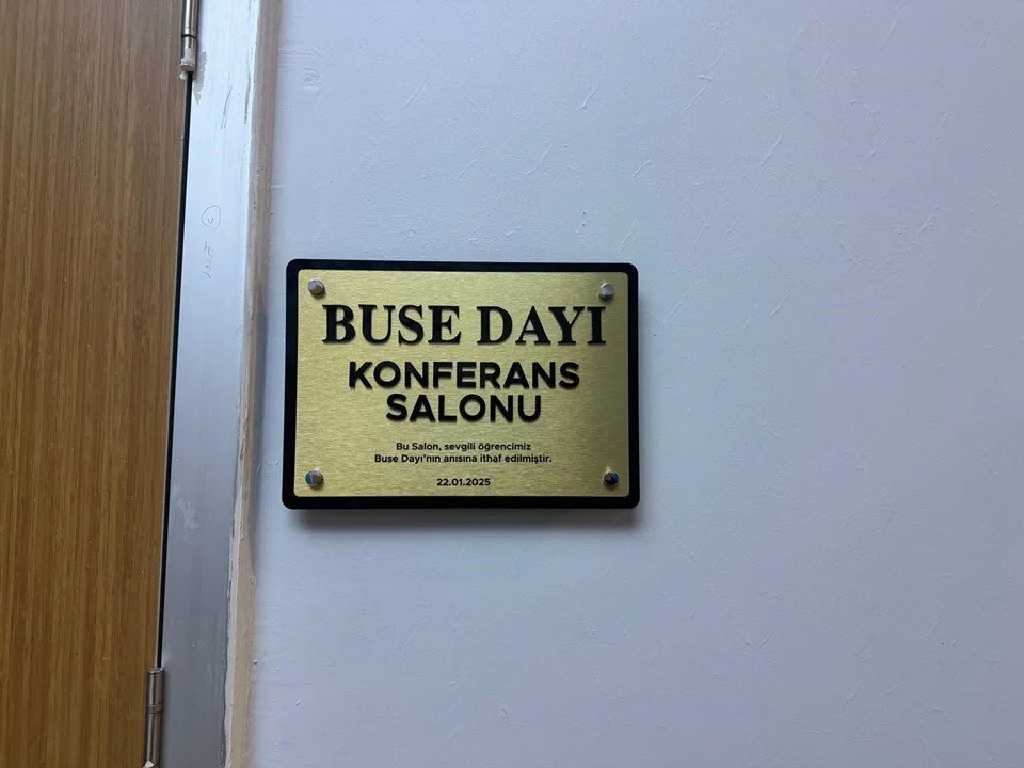 BUSE DAYI
KONFERANS
SALONU
Bu Salon, sevgili öğrencimiz
Buse Dayı'nın anısına ithaf edilmiştir.
22.01.2025